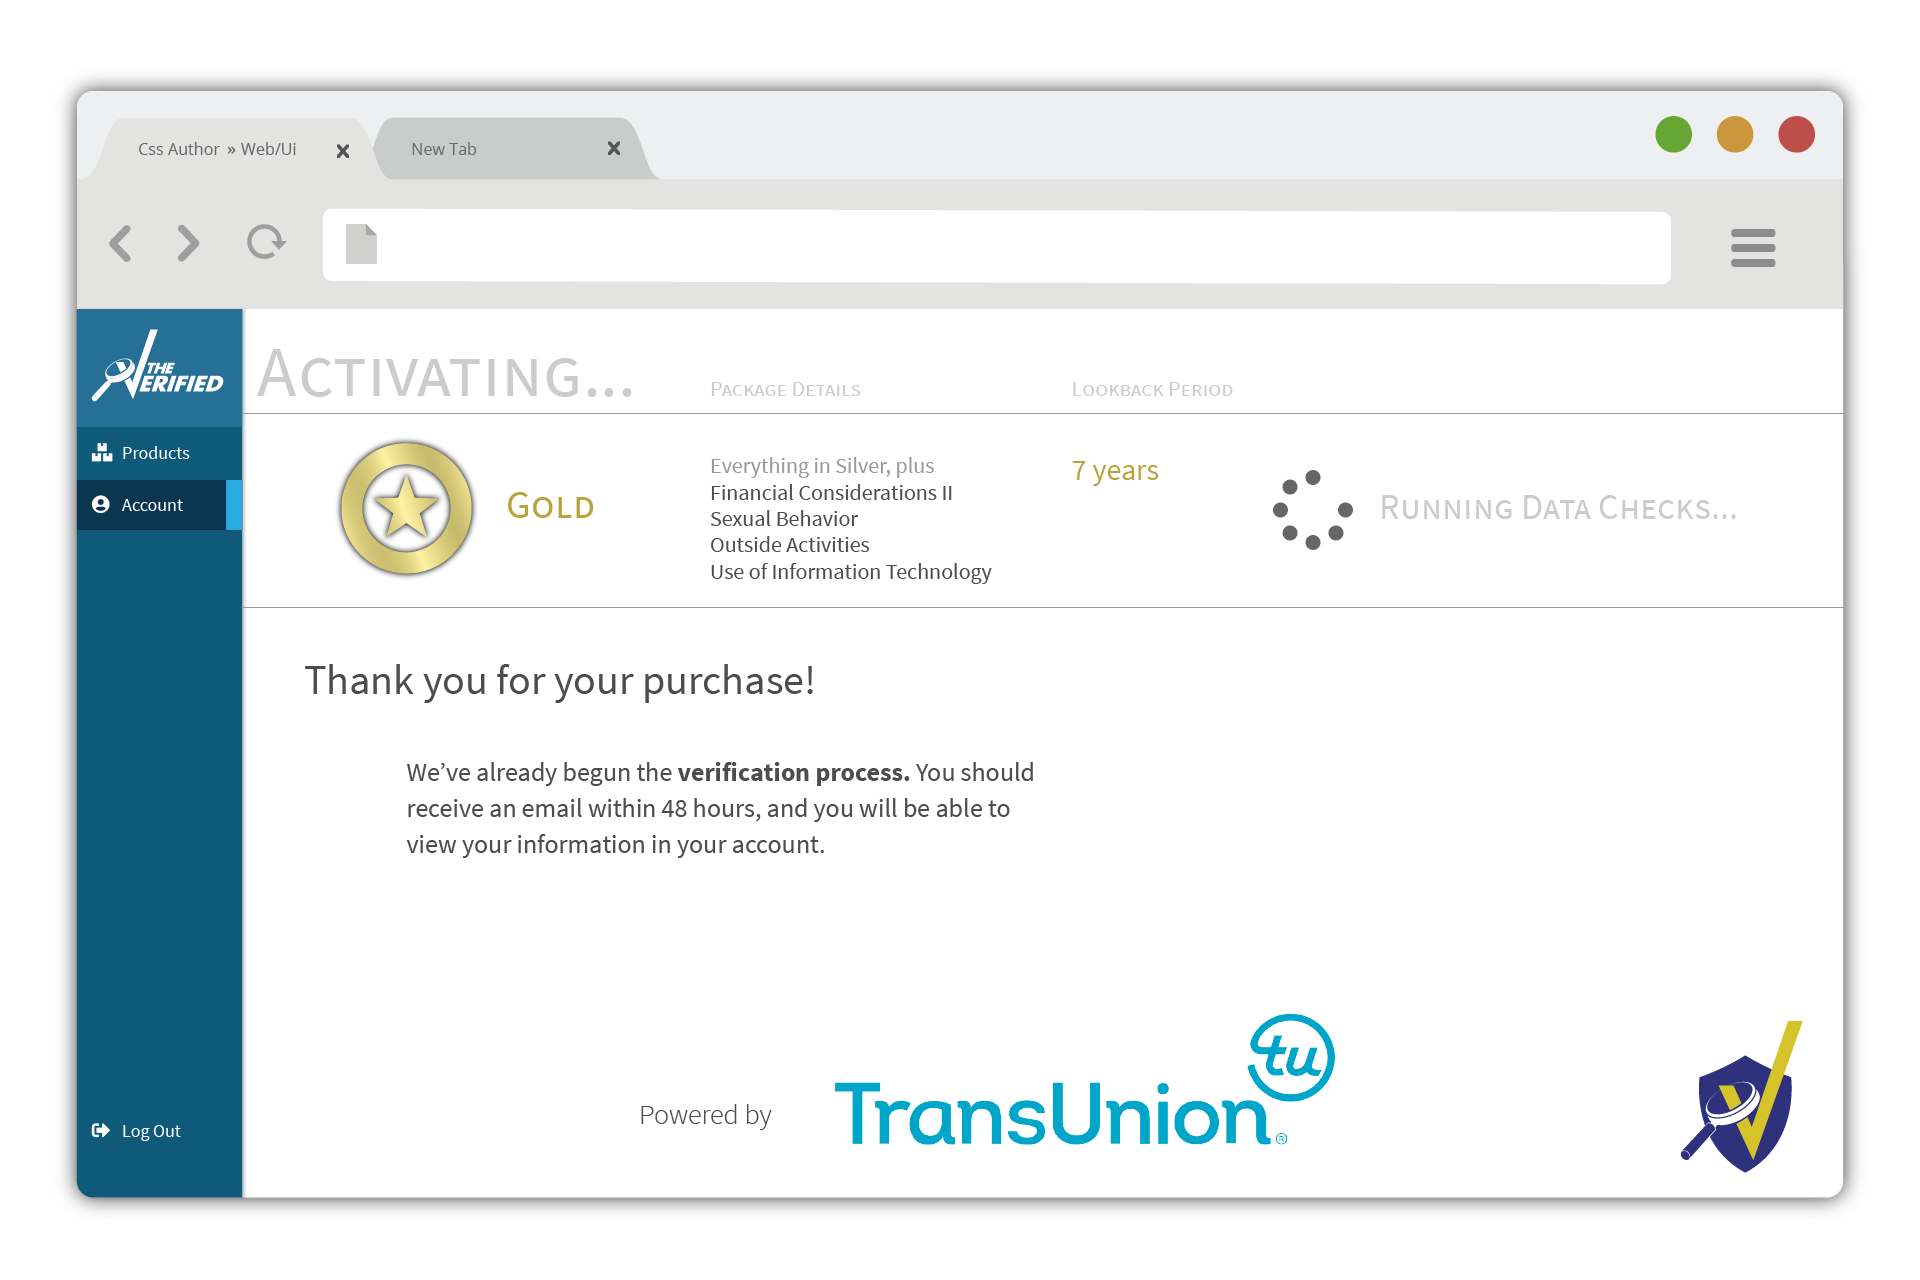 Css Author » Web/Ui
New Tab
THE
VERIFIED
Products
Account
Log Out
Activating...
Package Details
Lookback Period
Gold
Everything in Silver, plus
Financial Considerations II
Sexual Behavior
Outside Activities
Use of Information Technology
7 years
Running Data Checks...
Thank you for your purchase!
We’ve already begun the verification process. You should
receive an email within 48 hours, and you will be able to
view your information in your account.
Powered by
TransUnion®
tu